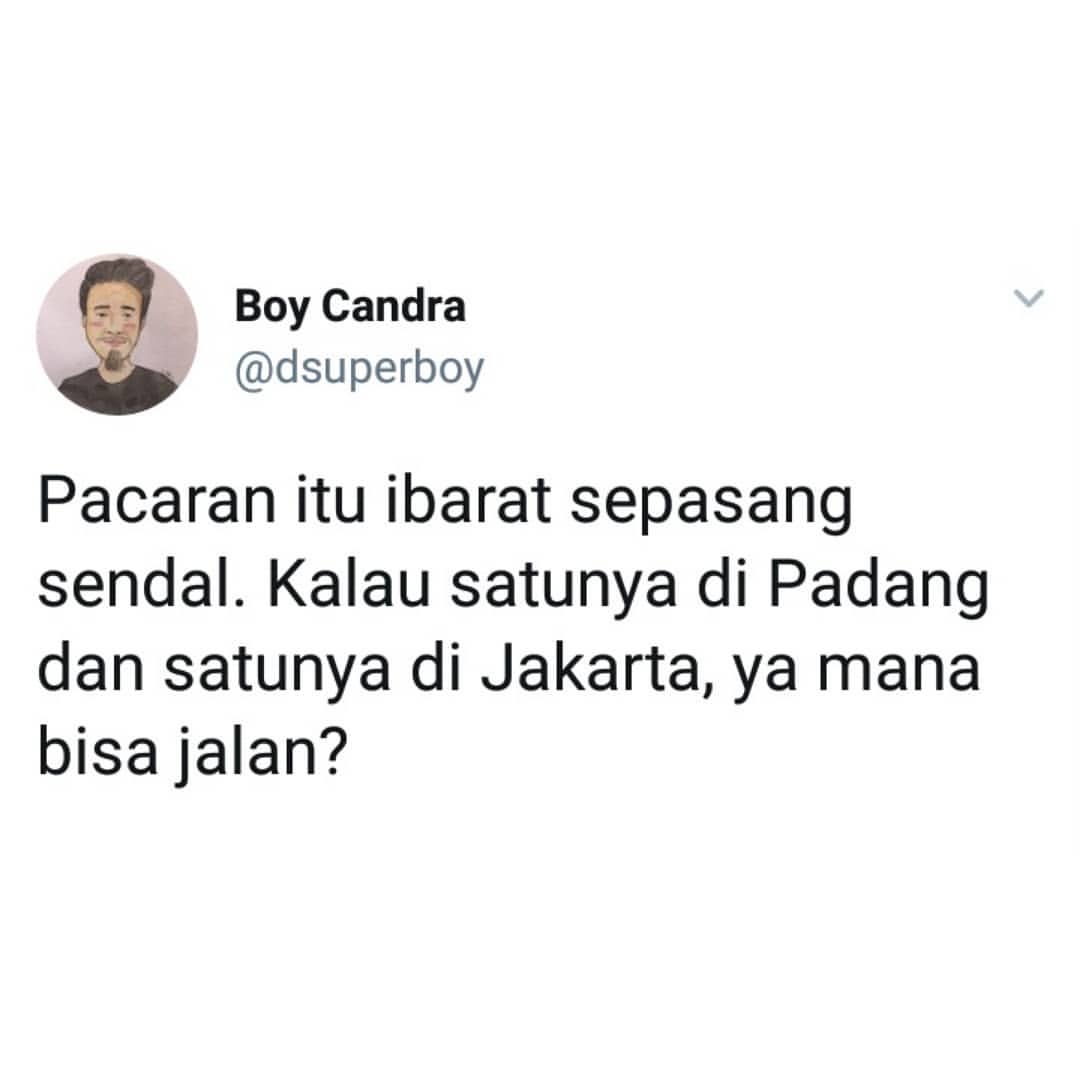 Boy Candra
@dsuperboy
Pacaran itu ibarat sepasang
sendal. Kalau satunya di Padang
dan satunya di Jakarta, ya mana
bisa jalan?